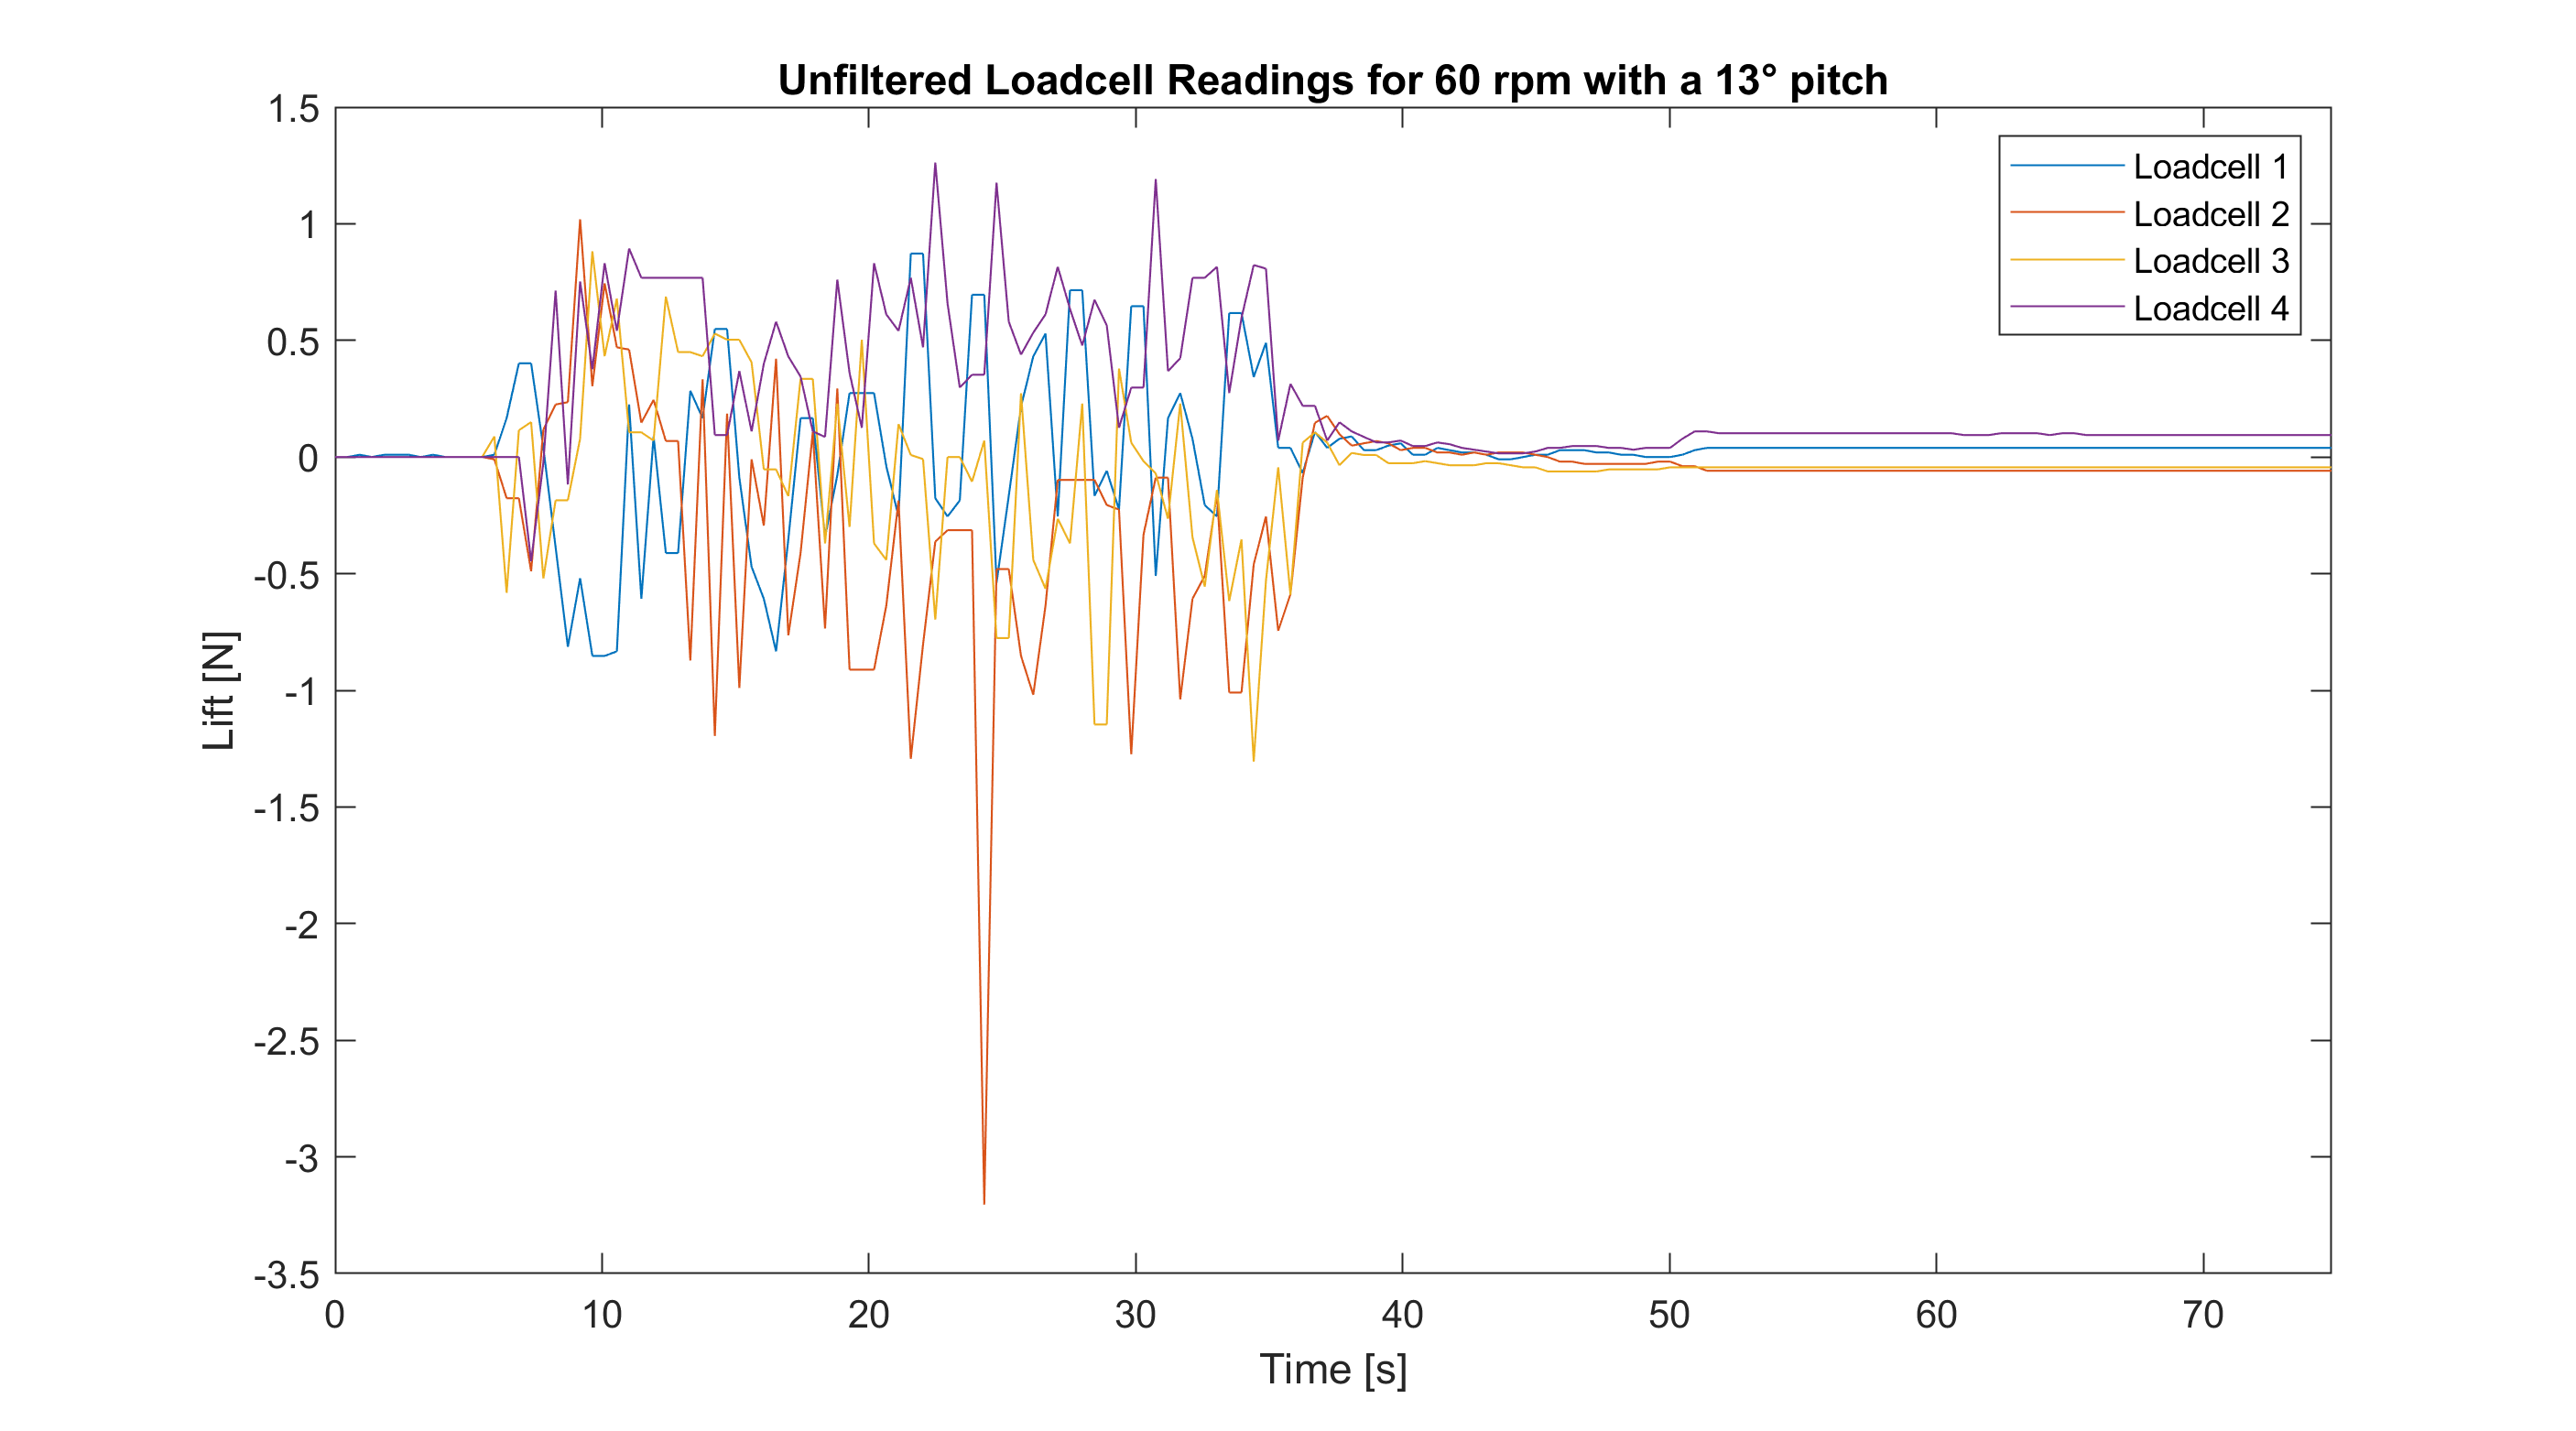 Unfiltered Loadcell Readings for 60 rpm with a 13° pitch
1.5
1
0.5
0
-0.5
-1
-1.5
-2
-2.5
-3
-3.5
Lift [N]
Loadcell 1
Loadcell 2
Loadcell 3
Loadcell 4
0 10 20 30 40 50 60 70
Time [s]